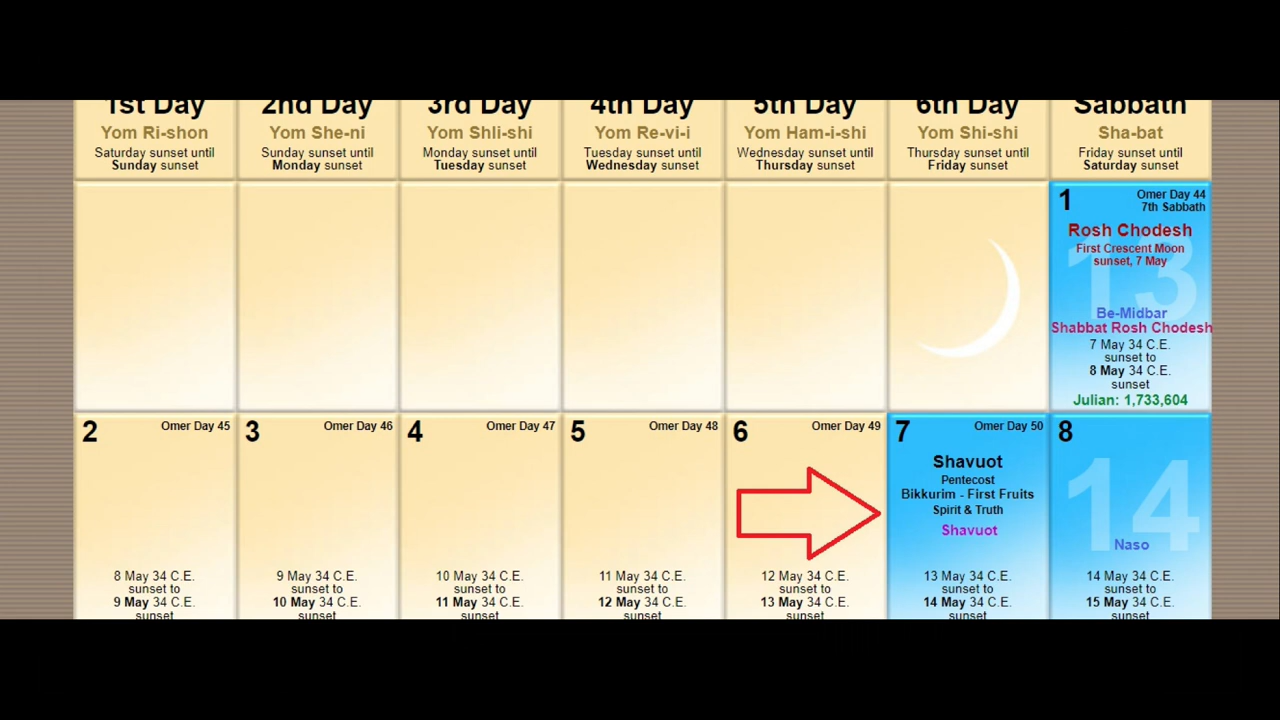 1st Day
2nd Day
3rd Day
4th Day
5th Day
6th Day
Sabbath
Yom Ri-shon
Yom She-ni
Yom Shli-shi
Yom Re-vi-i
Yom Ham-i-shi
Yom Shi-shi
Sha-bat
Saturday sunset until
Sunday sunset
Sunday sunset until
Monday sunset
Monday sunset until
Tuesday sunset
Tuesday sunset until
Wednesday sunset
Wednesday sunset until
Thursday sunset
Thursday sunset until
Friday sunset
Friday sunset until
Saturday sunset
1
Omer Day 44
7th Sabbath
Rosh Chodesh
First Crescent Moon
sunset, 7 May
13
Be-Midbar
Shabbat Rosh Chodesh
7 May 34 C.E.
sunset to
8 May 34 C.E.
sunset
Julian: 1,733,604
2
Omer Day 45
8 May 34 C.E.
sunset to
9 May 34 C.E.
sunset
3
Omer Day 46
9 May 34 C.E.
sunset to
10 May 34 C.E.
sunset
4
Omer Day 47
10 May 34 C.E.
sunset to
11 May 34 C.E.
sunset
5
Omer Day 48
11 May 34 C.E.
sunset to
12 May 34 C.E.
sunset
6
Omer Day 49
12 May 34 C.E.
sunset to
13 May 34 C.E.
sunset
7
Omer Day 50
Shavuot
Pentecost
Bikkurim - First Fruits
Spirit & Truth
Shavuot
13 May 34 C.E.
sunset to
14 May 34 C.E.
sunset
8
14
Naso
14 May 34 C.E.
sunset to
15 May 34 C.E.
sunset